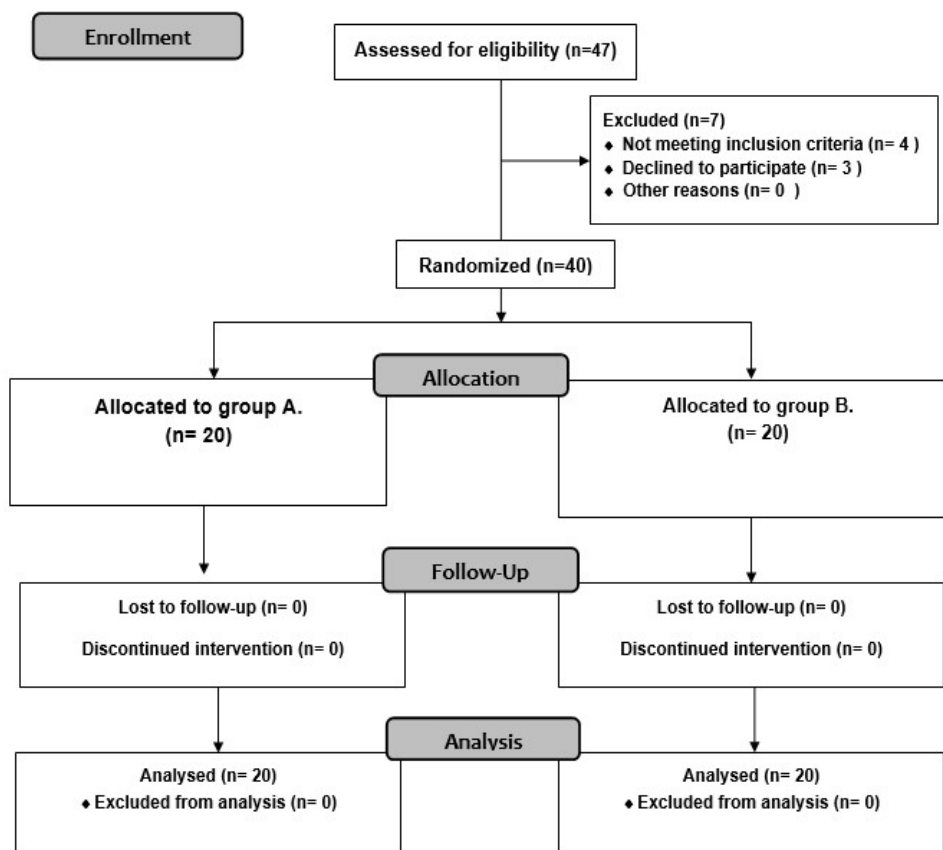 Enrollment
Assessed for eligibility (n=47)
Excluded (n=7)
♦ Not meeting inclusion criteria (n= 4 )
♦ Declined to participate (n= 3 )
♦ Other reasons (n= 0 )
Randomized (n=40)
Allocation
Allocated to group A.
(n= 20)
Allocated to group B.
(n= 20)
Follow-Up
Lost to follow-up (n= 0)
Discontinued intervention (n= 0)
Lost to follow-up (n= 0)
Discontinued intervention (n= 0)
Analysis
Analysed (n= 20)
♦ Excluded from analysis (n= 0)
Analysed (n= 20)
♦ Excluded from analysis (n= 0)